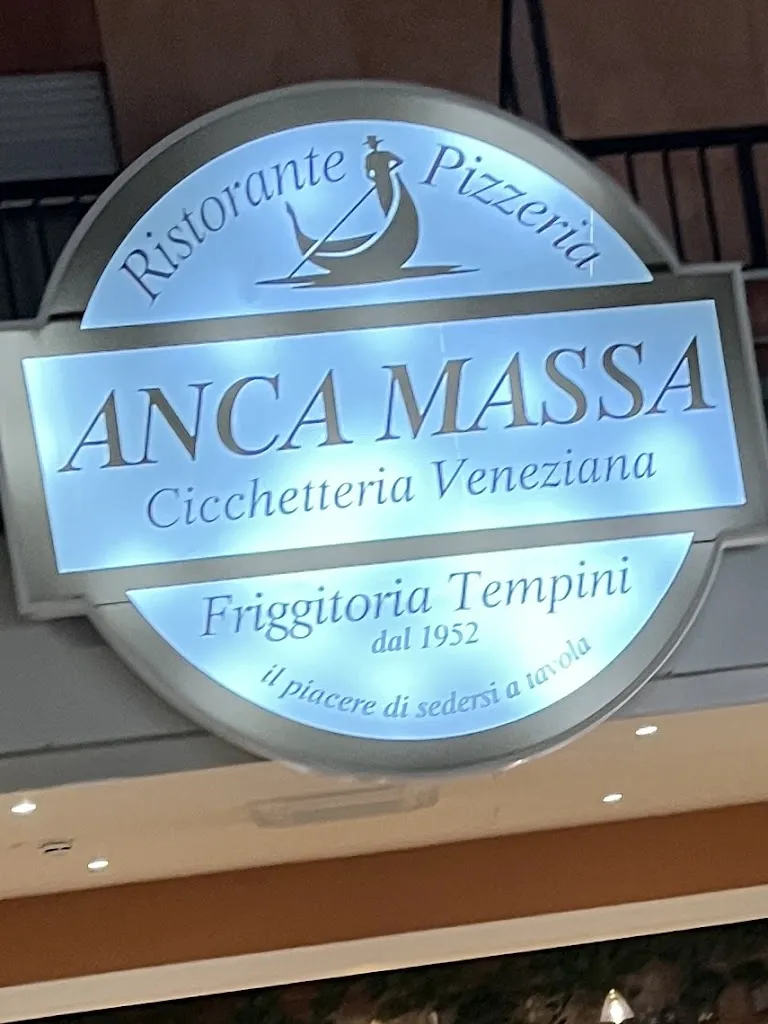 Ristorante Pizzeria
ANCA MASSA
Cicchetteria Veneziana
Friggitoria Tempini
dal 1952
il piacere di sedersi a tavola